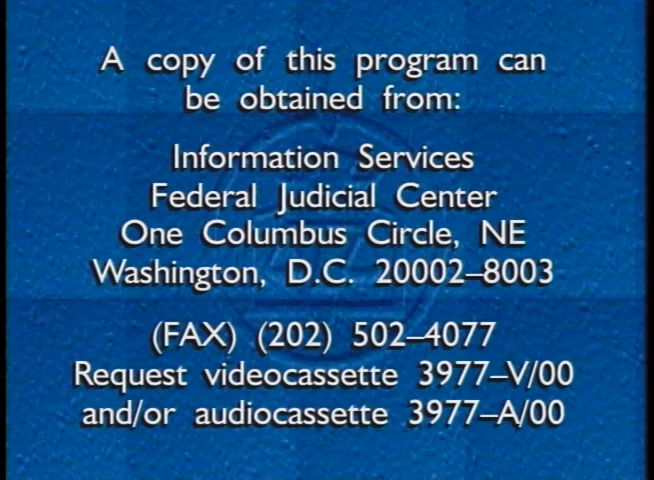 A copy of this program can
be obtained from:
Information Services
Federal Judicial Center
One Columbus Circle, NE
Washington, D.C. 20002–8003
(FAX) (202) 502–4077
Request videocassette 3977–V/00
and/or audiocassette 3977–A/00